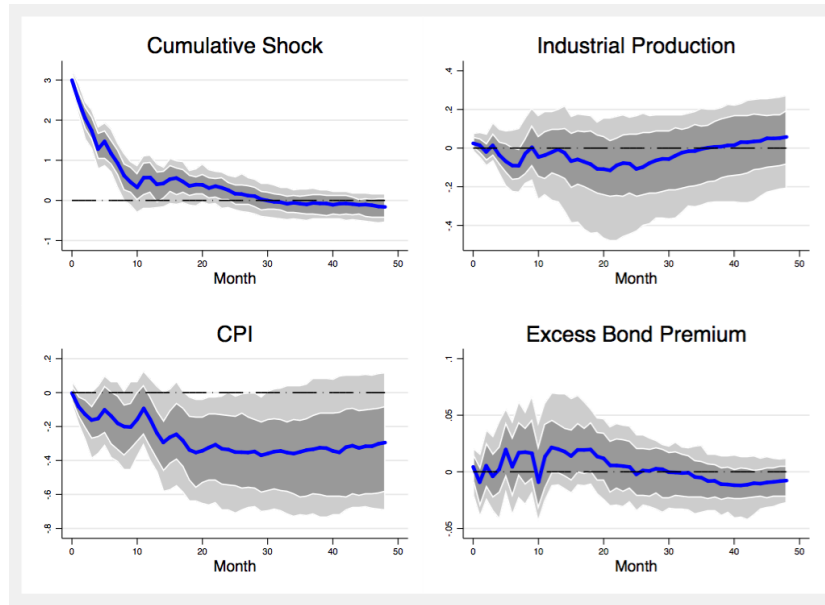 Cumulative Shock
3
2
1
0
-1
0 10 20 30 40 50
Month
Industrial Production
.4
.2
0
-.2
-.4
0 10 20 30 40 50
Month
CPI
.2
0
-.2
-.4
-.6
-.8
0 10 20 30 40 50
Month
Excess Bond Premium
.1
.05
0
-.05
0 10 20 30 40 50
Month